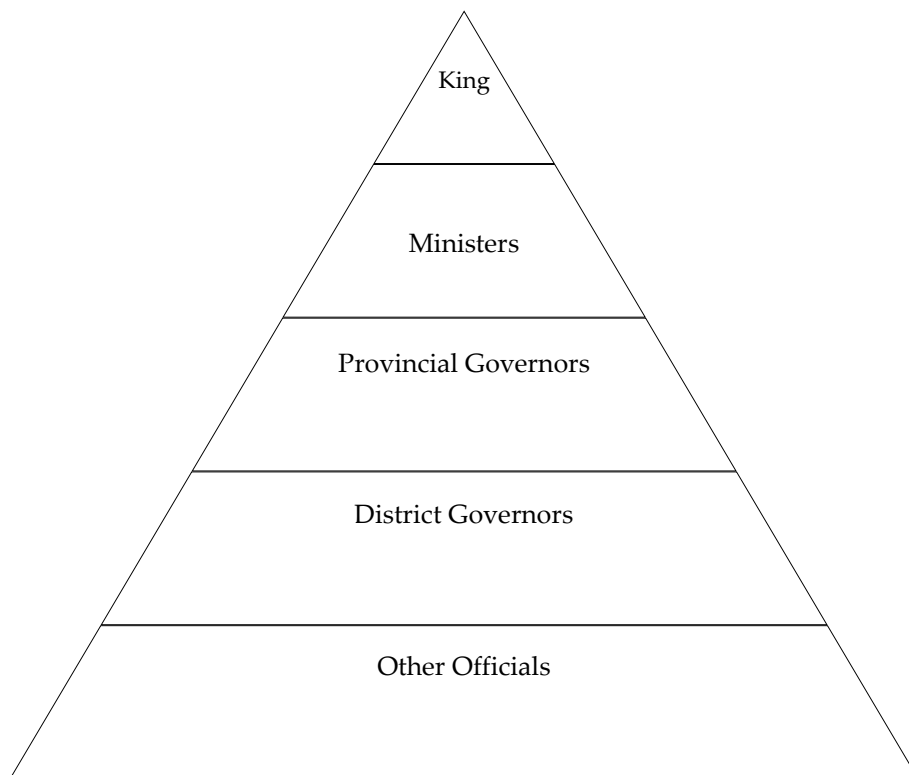 King
Ministers
Provincial Governors
District Governors
Other Officials